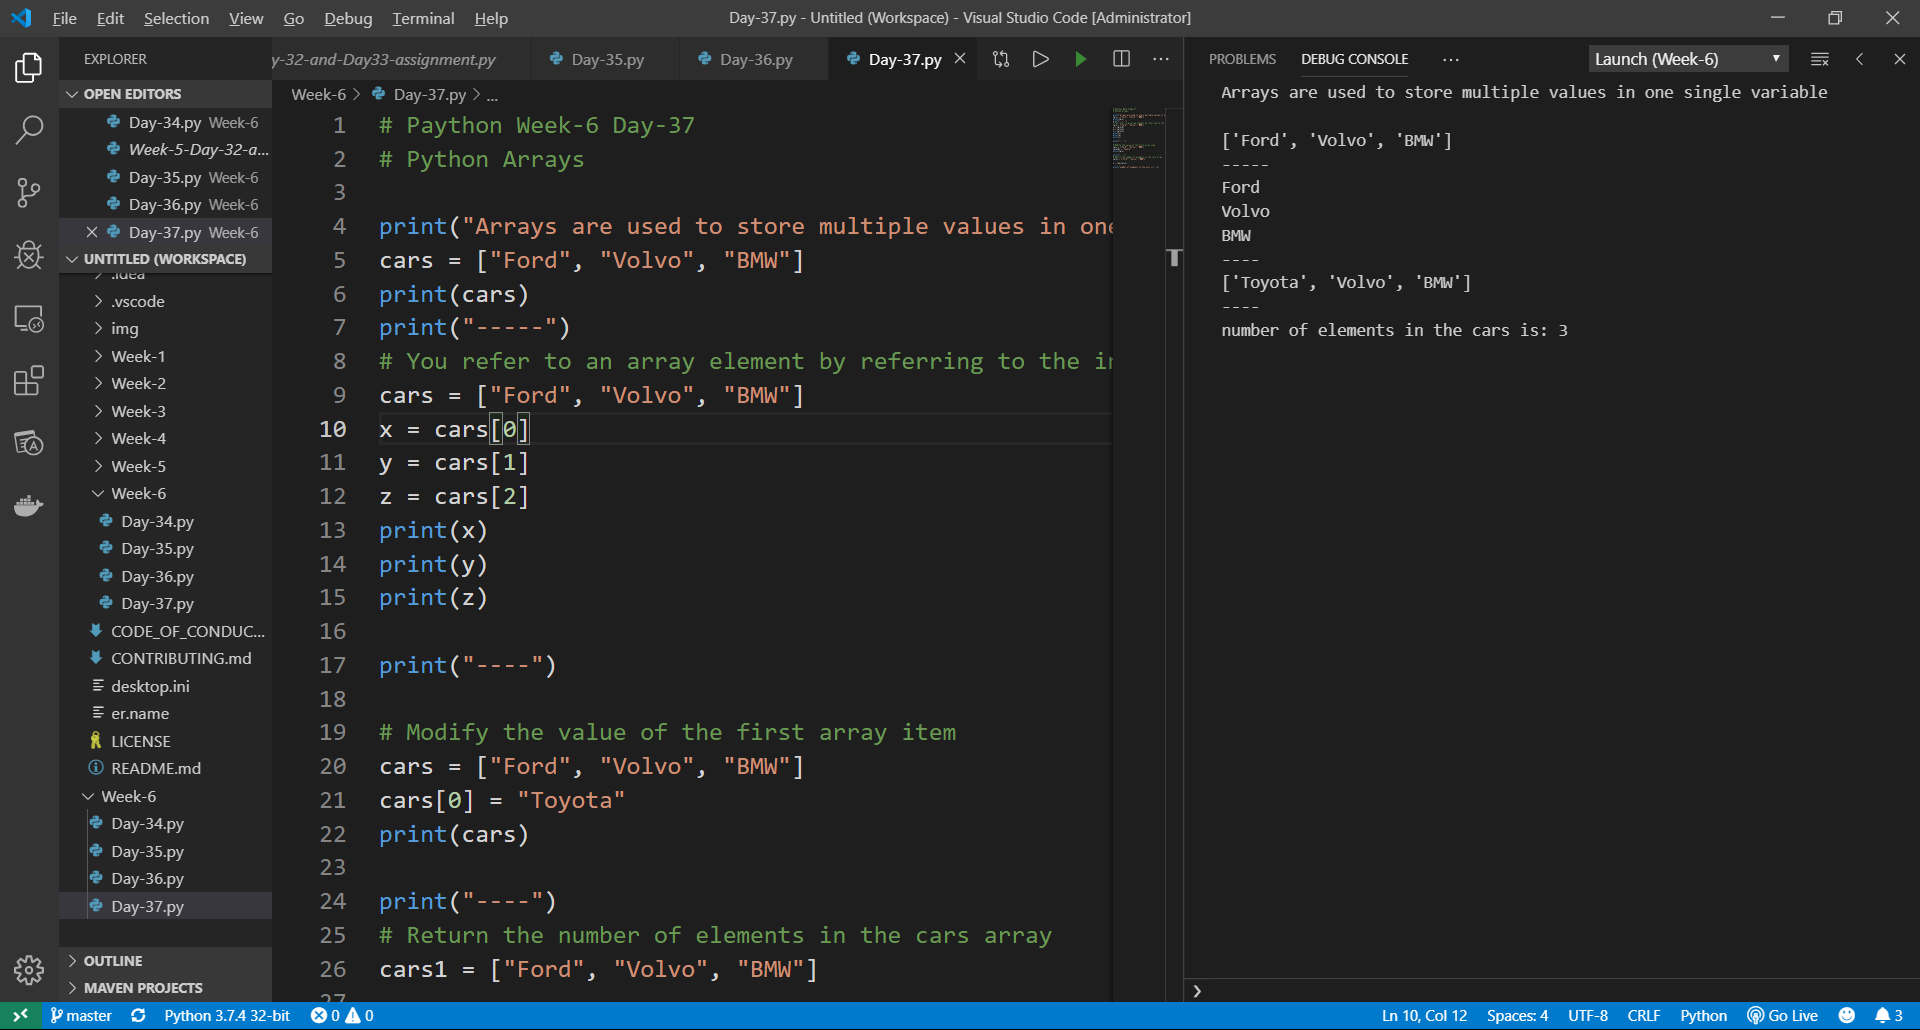 File Edit Selection View Go Debug Terminal Help
Day-37.py - Untitled (Workspace) - Visual Studio Code [Administrator]
EXPLORER
OPEN EDITORS
Day-34.py Week-6
Week-5-Day-32-a...
Day-35.py Week-6
Day-36.py Week-6
Day-37.py Week-6
UNTITLED (WORKSPACE)
.idea
.vscode
img
Week-1
Week-2
Week-3
Week-4
Week-5
Week-6
Day-34.py
Day-35.py
Day-36.py
Day-37.py
CODE_OF_CONDUC...
CONTRIBUTING.md
desktop.ini
er.name
LICENSE
README.md
Week-6
Day-34.py
Day-35.py
Day-36.py
Day-37.py
OUTLINE
MAVEN PROJECTS
y-32-and-Day33-assignment.py Day-35.py Day-36.py Day-37.py
Week-6 > Day-37.py > ...
1 # Paython Week-6 Day-37
2 # Python Arrays
3
4 print("Arrays are used to store multiple values in one
5 cars = ["Ford", "Volvo", "BMW"]
6 print(cars)
7 print("-----")
8 # You refer to an array element by referring to the in
9 cars = ["Ford", "Volvo", "BMW"]
10 x = cars[0]
11 y = cars[1]
12 z = cars[2]
13 print(x)
14 print(y)
15 print(z)
16
17 print("----")
18
19 # Modify the value of the first array item
20 cars = ["Ford", "Volvo", "BMW"]
21 cars[0] = "Toyota"
22 print(cars)
23
24 print("----")
25 # Return the number of elements in the cars array
26 cars1 = ["Ford", "Volvo", "BMW"]
27
PROBLEMS DEBUG CONSOLE ... Launch (Week-6)
Arrays are used to store multiple values in one single variable
['Ford', 'Volvo', 'BMW']
-----
Ford
Volvo
BMW
----
['Toyota', 'Volvo', 'BMW']
----
number of elements in the cars is: 3
master Python 3.7.4 32-bit 0 0 Ln 10, Col 12 Spaces: 4 UTF-8 CRLF Python Go Live 3